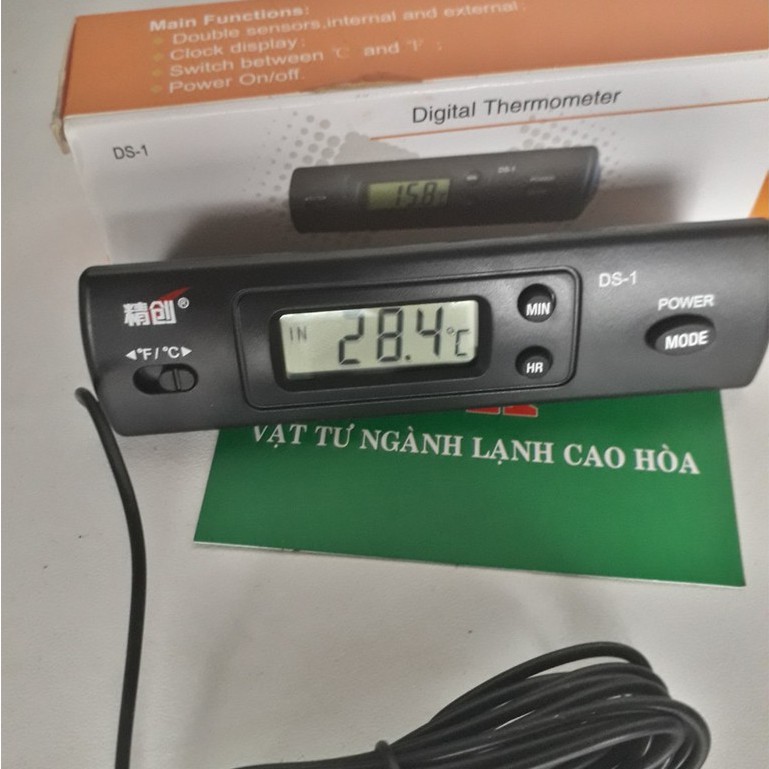 Main Functions:
Double sensors,internal and external;
Clock display;
Switch between ℃ and ℉ ;
Power On/off.
Digital Thermometer
DS-1
15.8
DS-1
精创®
◀°F/°C▶
IN 28.4°C
MIN
HR
DS-1
POWER
MODE
VẬT TƯ NGÀNH LẠNH CAO HÒA